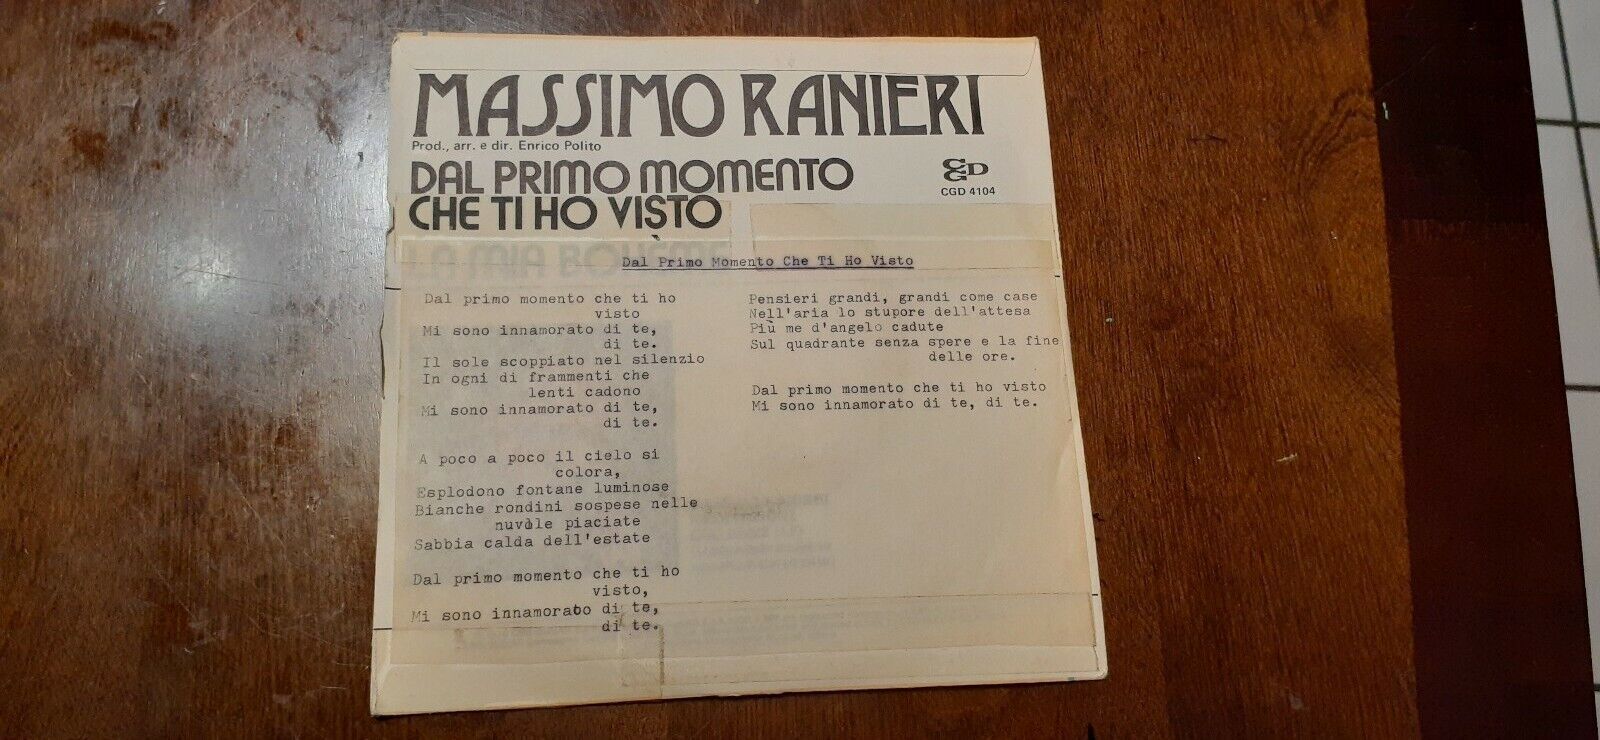 MASSIMO RANIERI
Prod., arr. e dir. Enrico Polito
DAL PRIMO MOMENTO
CHE TI HO VISTO
CGD
CGD 4104
LA MIA BOHEME
Dal Primo Momento Che Ti Ho Visto
Dal primo momento che ti ho
visto
Mi sono innamorato di te,
di te.
Il sole scoppiato nel silenzio
In ogni di frammenti che
lenti cadono
Mi sono innamorato di te,
di te.
A poco a poco il cielo si
colora,
Esplodono fontane luminose
Bianche rondini sospese nelle
nuvòle piaciate
Sabbia calda dell'estate
Dal primo momento che ti ho
visto,
Mi sono innamorato di te,
di te.
Pensieri grandi, grandi come case
Nell'aria lo stupore dell'attesa
Più me d'angelo cadute
Sul quadrante senza spere e la fine
delle ore.
Dal primo momento che ti ho visto
Mi sono innamorato di te, di te.